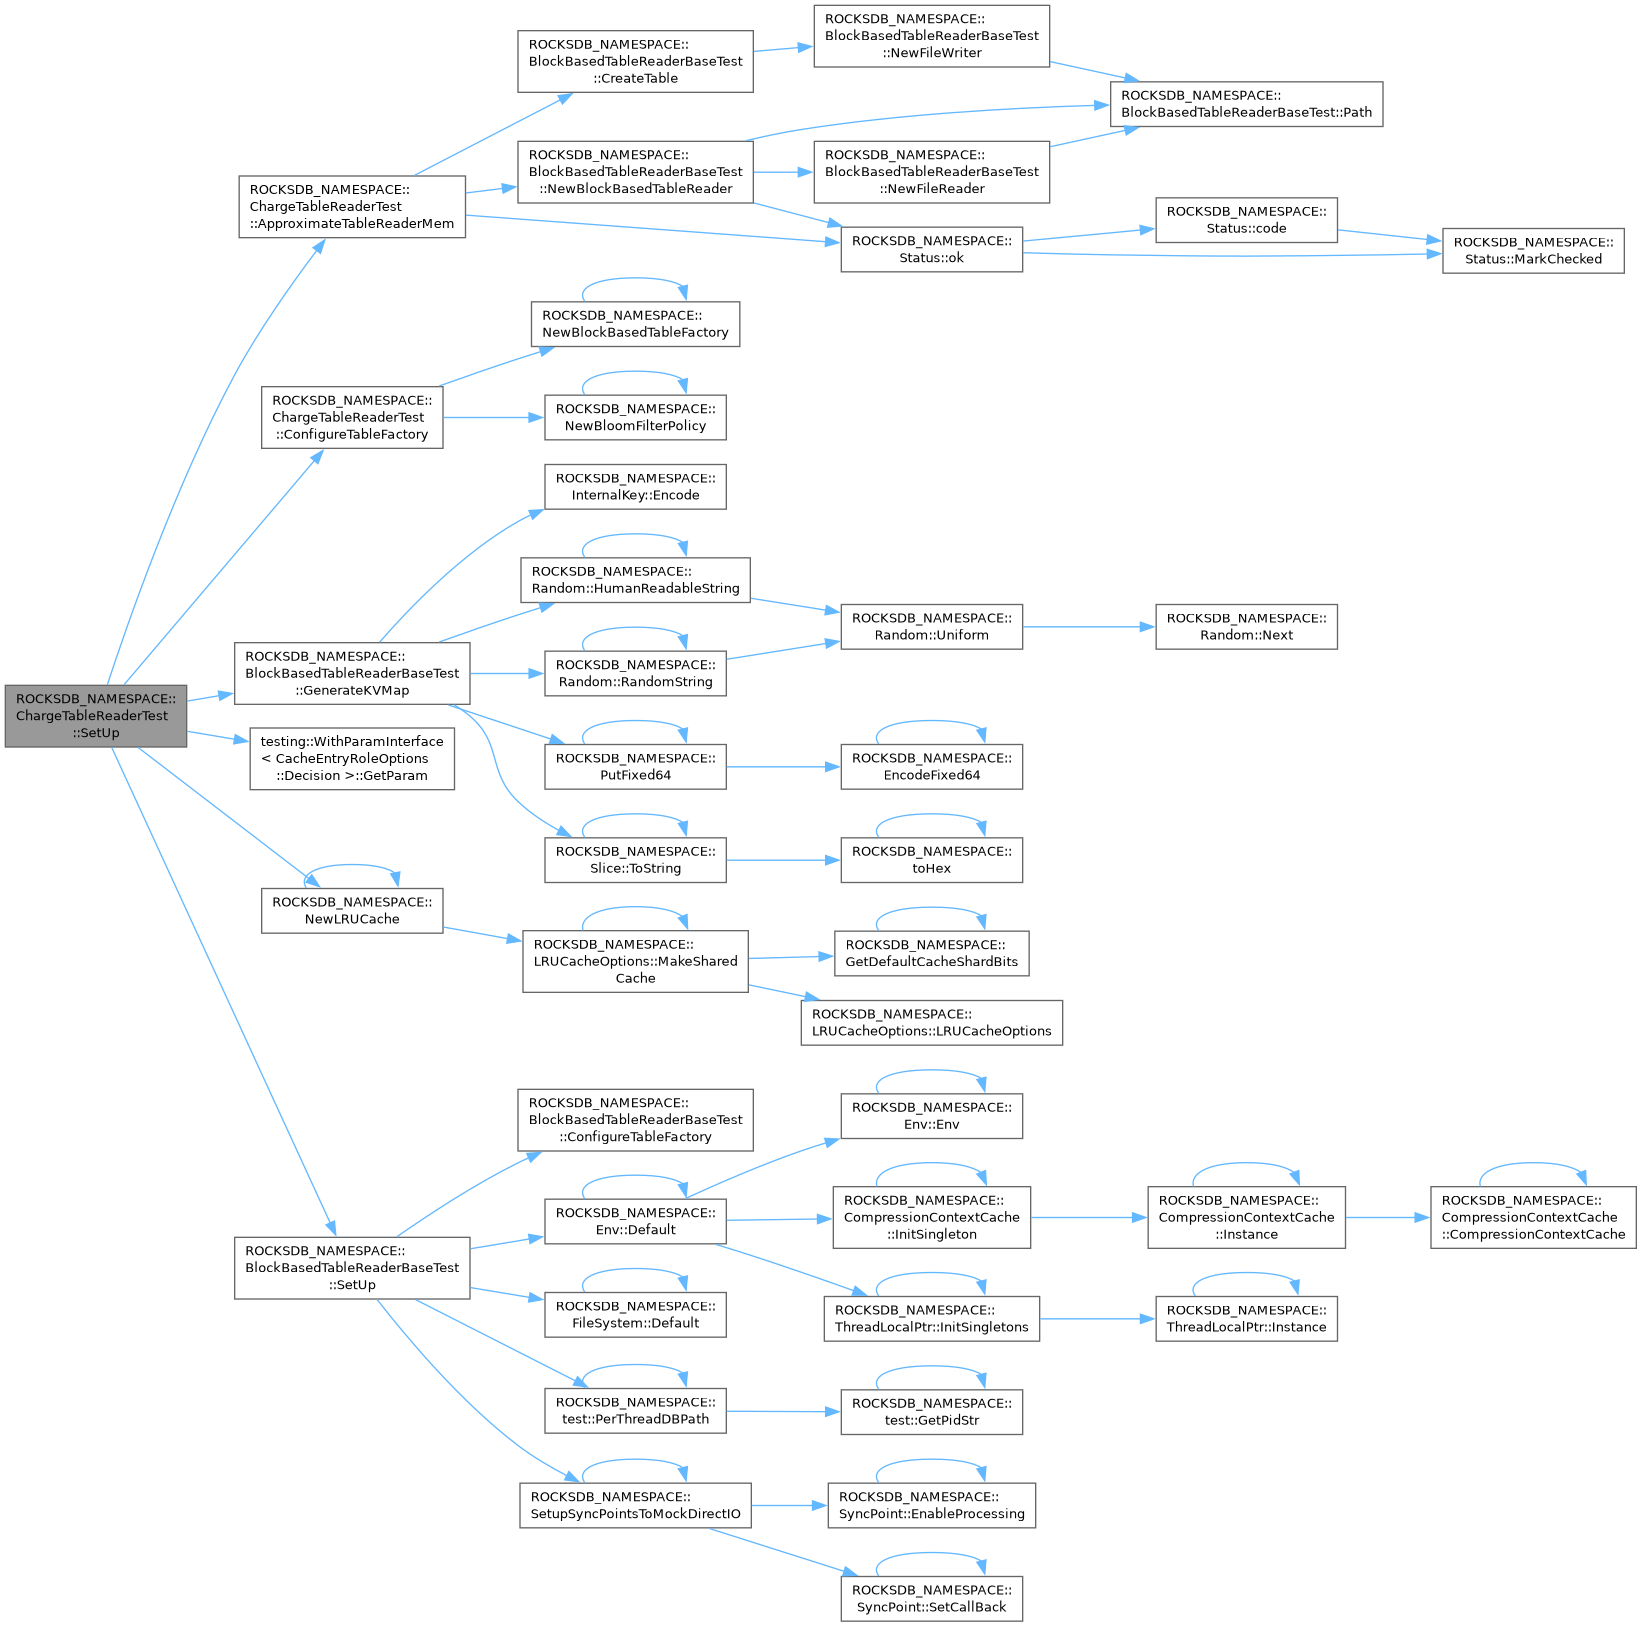 ROCKSDB_NAMESPACE::
ChargeTableReaderTest
::SetUp
ROCKSDB_NAMESPACE::
ChargeTableReaderTest
::ApproximateTableReaderMem
ROCKSDB_NAMESPACE::
BlockBasedTableReaderBaseTest
::CreateTable
ROCKSDB_NAMESPACE::
BlockBasedTableReaderBaseTest
::NewFileWriter
ROCKSDB_NAMESPACE::
BlockBasedTableReaderBaseTest::Path
ROCKSDB_NAMESPACE::
BlockBasedTableReaderBaseTest
::NewBlockBasedTableReader
ROCKSDB_NAMESPACE::
BlockBasedTableReaderBaseTest
::NewFileReader
ROCKSDB_NAMESPACE::
Status::ok
ROCKSDB_NAMESPACE::
Status::code
ROCKSDB_NAMESPACE::
Status::MarkChecked
ROCKSDB_NAMESPACE::
ChargeTableReaderTest
::ConfigureTableFactory
ROCKSDB_NAMESPACE::
NewBlockBasedTableFactory
ROCKSDB_NAMESPACE::
NewBloomFilterPolicy
ROCKSDB_NAMESPACE::
BlockBasedTableReaderBaseTest
::GenerateKVMap
ROCKSDB_NAMESPACE::
InternalKey::Encode
ROCKSDB_NAMESPACE::
Random::HumanReadableString
ROCKSDB_NAMESPACE::
Random::Uniform
ROCKSDB_NAMESPACE::
Random::Next
ROCKSDB_NAMESPACE::
Random::RandomString
ROCKSDB_NAMESPACE::
PutFixed64
ROCKSDB_NAMESPACE::
EncodeFixed64
ROCKSDB_NAMESPACE::
Slice::ToString
ROCKSDB_NAMESPACE::
toHex
testing::WithParamInterface
< CacheEntryRoleOptions
::Decision >::GetParam
ROCKSDB_NAMESPACE::
NewLRUCache
ROCKSDB_NAMESPACE::
LRUCacheOptions::MakeShared
Cache
ROCKSDB_NAMESPACE::
GetDefaultCacheShardBits
ROCKSDB_NAMESPACE::
LRUCacheOptions::LRUCacheOptions
ROCKSDB_NAMESPACE::
BlockBasedTableReaderBaseTest
::SetUp
ROCKSDB_NAMESPACE::
BlockBasedTableReaderBaseTest
::ConfigureTableFactory
ROCKSDB_NAMESPACE::
Env::Default
ROCKSDB_NAMESPACE::
Env::Env
ROCKSDB_NAMESPACE::
CompressionContextCache
::InitSingleton
ROCKSDB_NAMESPACE::
CompressionContextCache
::Instance
ROCKSDB_NAMESPACE::
CompressionContextCache
::CompressionContextCache
ROCKSDB_NAMESPACE::
ThreadLocalPtr::InitSingletons
ROCKSDB_NAMESPACE::
ThreadLocalPtr::Instance
ROCKSDB_NAMESPACE::
FileSystem::Default
ROCKSDB_NAMESPACE::
test::PerThreadDBPath
ROCKSDB_NAMESPACE::
test::GetPidStr
ROCKSDB_NAMESPACE::
SetupSyncPointsToMockDirectIO
ROCKSDB_NAMESPACE::
SyncPoint::EnableProcessing
ROCKSDB_NAMESPACE::
SyncPoint::SetCallBack